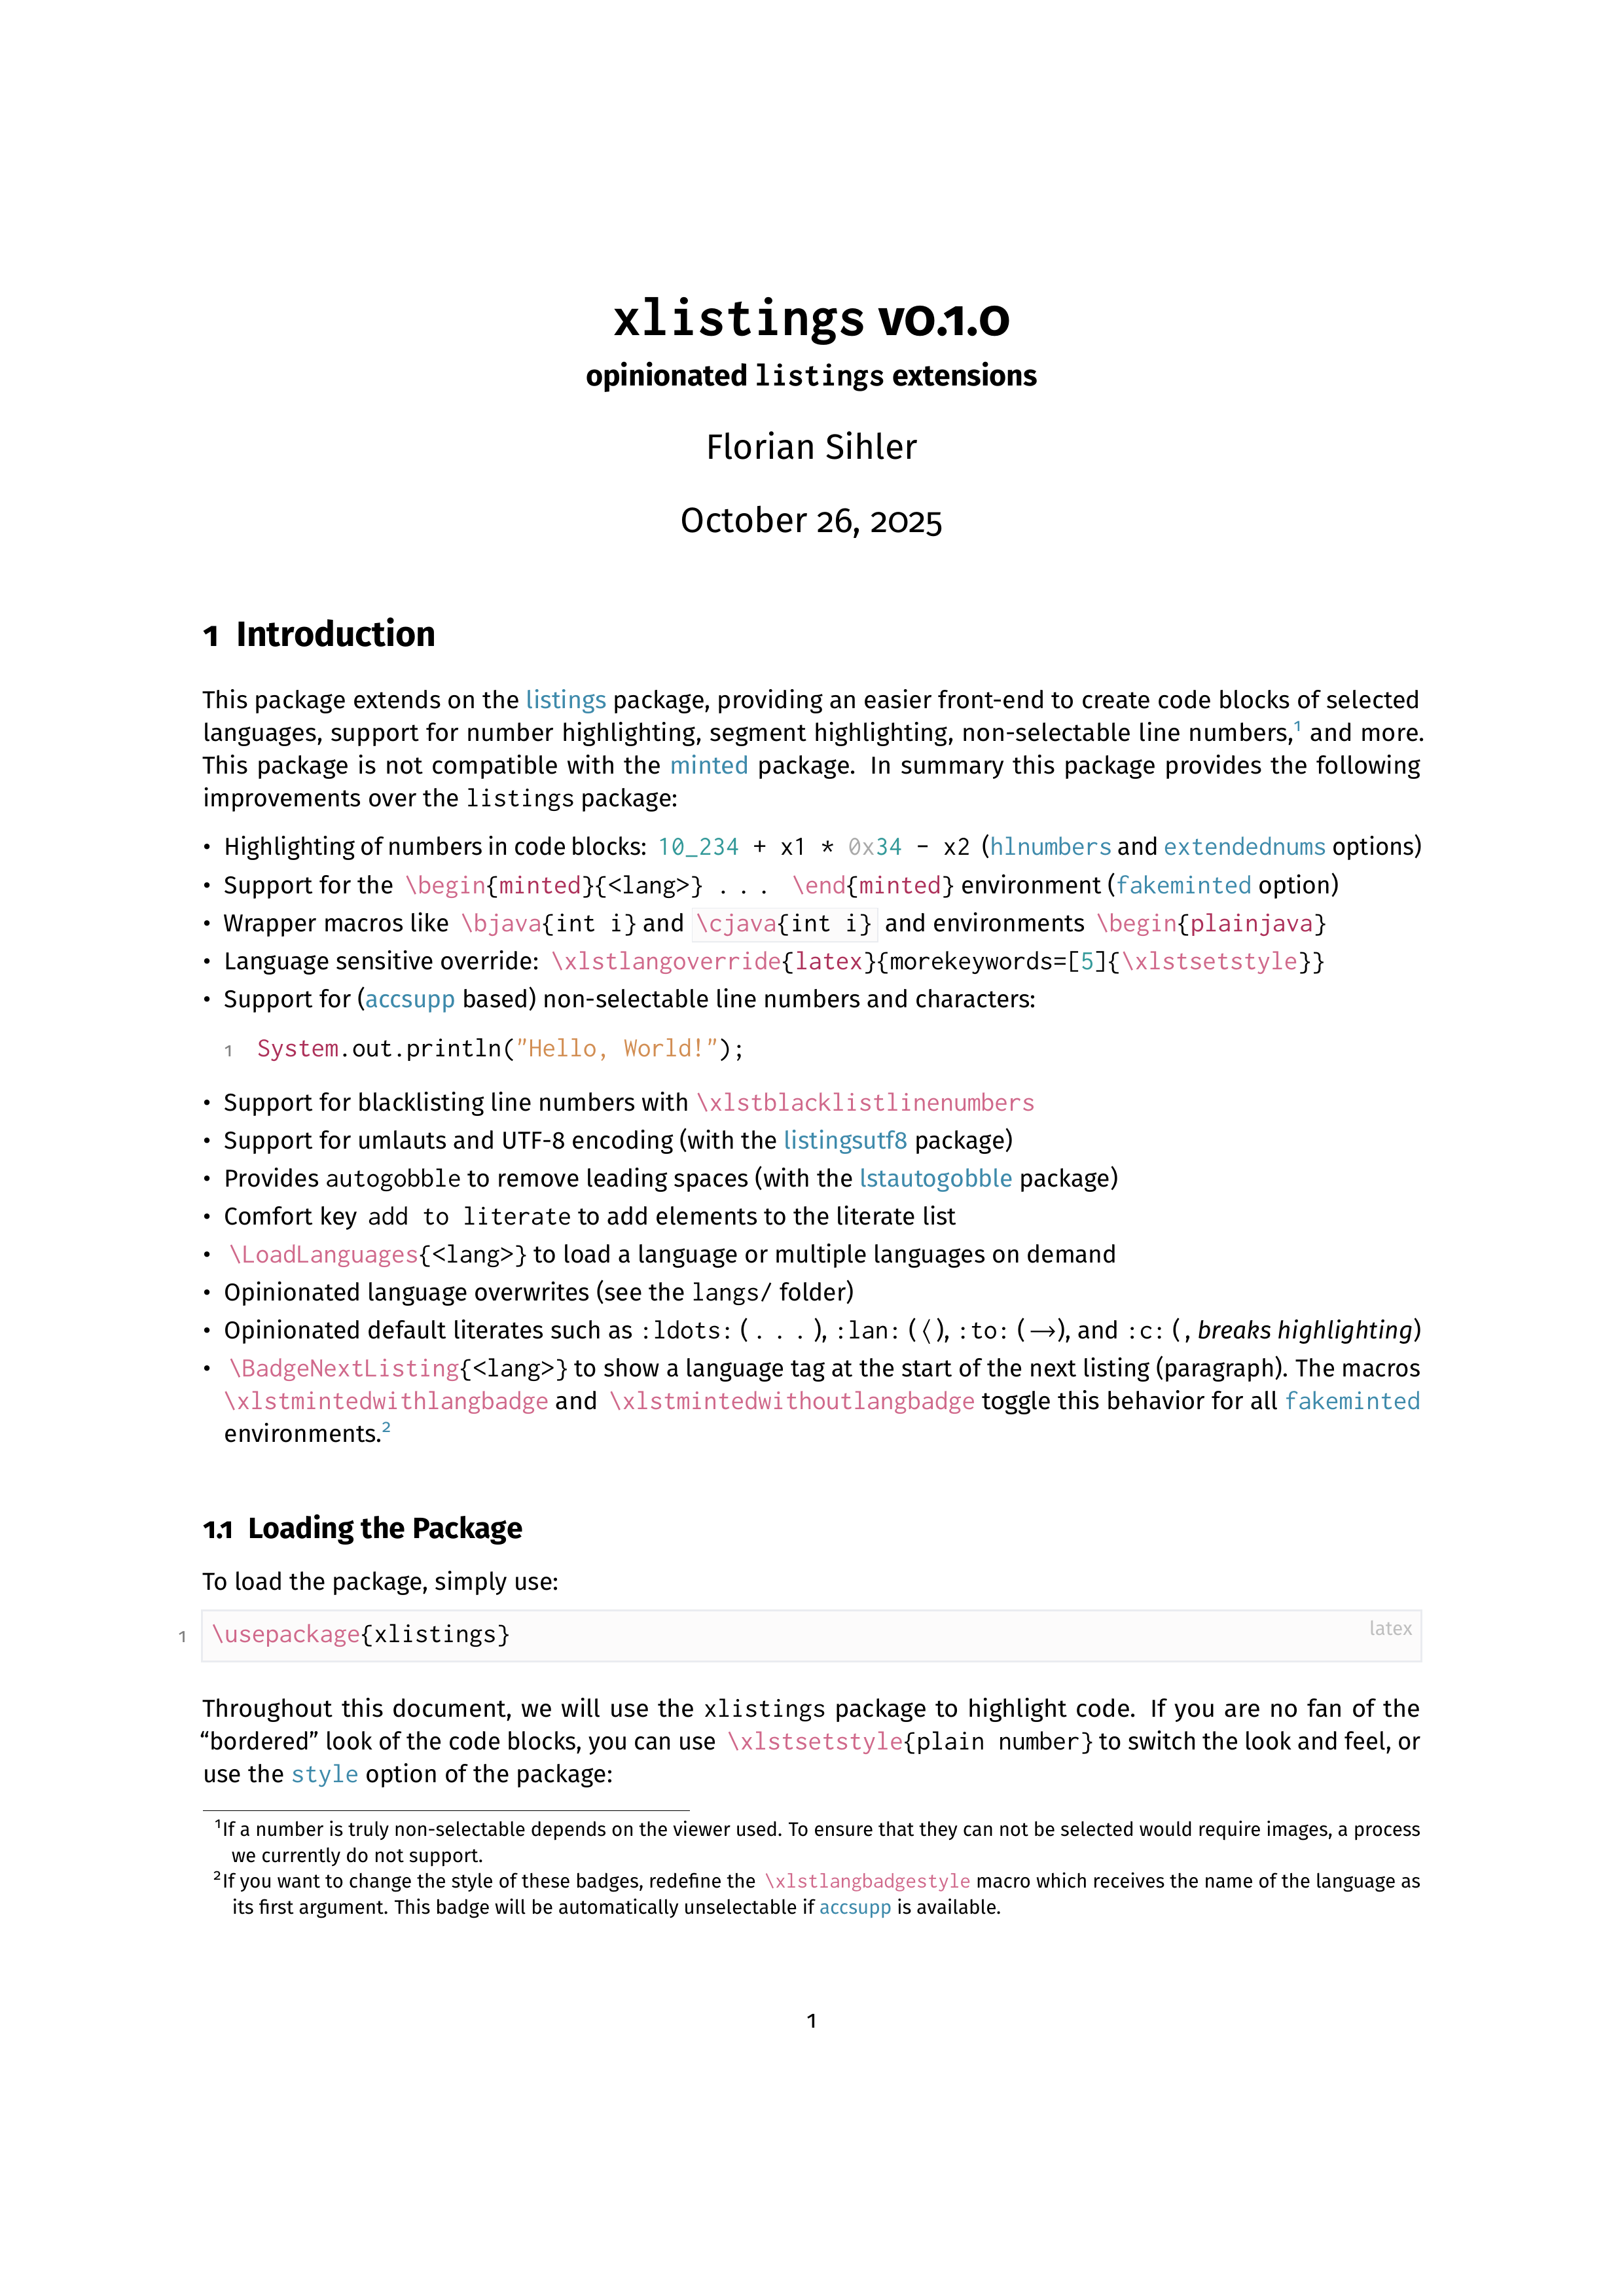 xlistings v0.1.0
opinionated listings extensions
Florian Sihler
October 26, 2025
1 Introduction
This package extends on the listings package, providing an easier front-end to create code blocks of selected
languages, support for number highlighting, segment highlighting, non-selectable line numbers,¹ and more.
This package is not compatible with the minted package. In summary this package provides the following
improvements over the listings package:
• Highlighting of numbers in code blocks: 10_234 + x1 * 0x34 - x2 (hlnumbers and extendednums options)
• Support for the \begin{minted}{<lang>} ... \end{minted} environment (fakeminted option)
• Wrapper macros like \bjava{int i} and \cjava{int i} and environments \begin{plainjava}
• Language sensitive override: \xlstlangoverride{latex}{morekeywords=[5]{\xlstsetstyle}}
• Support for (accsupp based) non-selectable line numbers and characters:
1 System.out.println("Hello, World!");
• Support for blacklisting line numbers with \xlstblacklistlinenumbers
• Support for umlauts and UTF-8 encoding (with the listingsutf8 package)
• Provides autogobble to remove leading spaces (with the lstautogobble package)
• Comfort key add to literate to add elements to the literate list
• \LoadLanguages{<lang>} to load a language or multiple languages on demand
• Opinionated language overwrites (see the langs/ folder)
• Opinionated default literates such as :ldots: (...), :lan: (⟨), :to: (⟶), and :c: (, breaks highlighting)
• \BadgeNextListing{<lang>} to show a language tag at the start of the next listing (paragraph). The macros
\xlstmintedwithlangbadge and \xlstmintedwithoutlangbadge toggle this behavior for all fakeminted
environments.²
1.1 Loading the Package
To load the package, simply use:
1 \usepackage{xlistings} latex
Throughout this document, we will use the xlistings package to highlight code. If you are no fan of the
“bordered” look of the code blocks, you can use \xlstsetstyle{plain number} to switch the look and feel, or
use the style option of the package:
¹If a number is truly non-selectable depends on the viewer used. To ensure that they can not be selected would require images, a process
we currently do not support.
²If you want to change the style of these badges, redefine the \xlstlangbadgestyle macro which receives the name of the language as
its first argument. This badge will be automatically unselectable if accsupp is available.
1